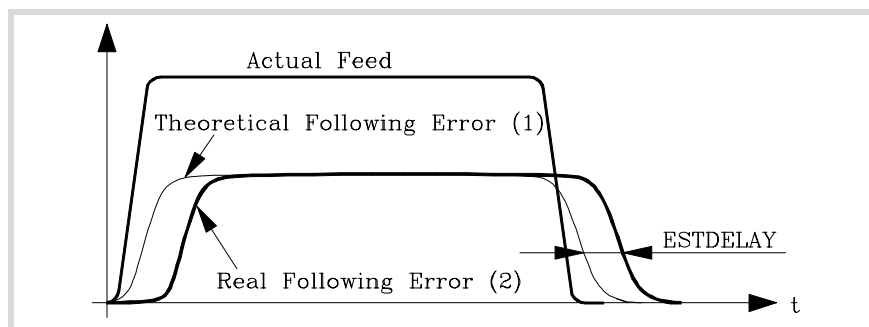 Actual Feed
Theoretical Following Error (1)
ESTDELAY
Real Following Error (2)
t